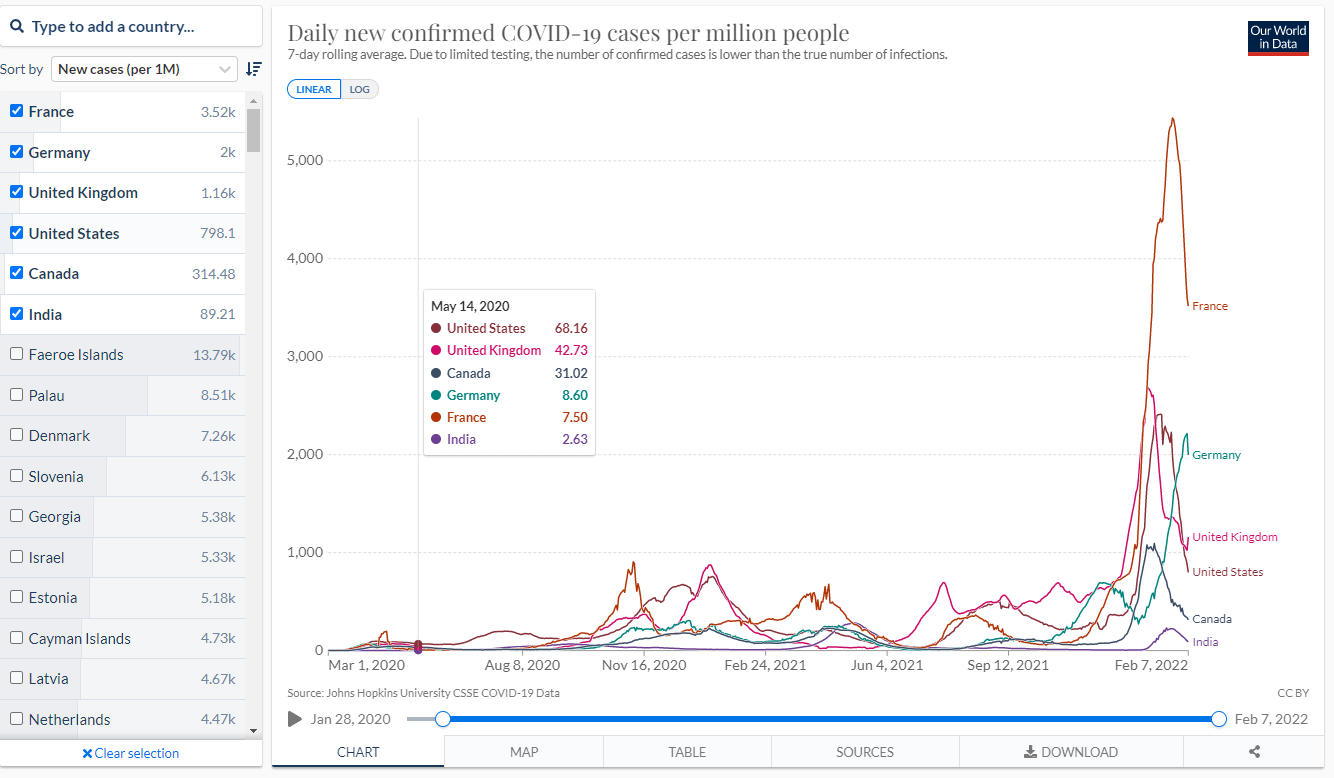 Type to add a country...
Sort by New cases (per 1M)
France 3.52k
Germany 2k
United Kingdom 1.16k
United States 798.1
Canada 314.48
India 89.21
Faeroe Islands 13.79k
Palau 8.51k
Denmark 7.26k
Slovenia 6.13k
Georgia 5.38k
Israel 5.33k
Estonia 5.18k
Cayman Islands 4.73k
Latvia 4.67k
Netherlands 4.47k
Clear selection
Daily new confirmed COVID-19 cases per million people
7-day rolling average. Due to limited testing, the number of confirmed cases is lower than the true number of infections.
Our World
in Data
LINEAR LOG
5,000
4,000
3,000
2,000
1,000
0
May 14, 2020
United States 68.16
United Kingdom 42.73
Canada 31.02
Germany 8.60
France 7.50
India 2.63
France
Germany
United Kingdom
United States
Canada
India
Mar 1, 2020 Aug 8, 2020 Nov 16, 2020 Feb 24, 2021 Jun 4, 2021 Sep 12, 2021 Feb 7, 2022
Source: Johns Hopkins University CSSE COVID-19 Data CC BY
Jan 28, 2020 Feb 7, 2022
CHART MAP TABLE SOURCES DOWNLOAD